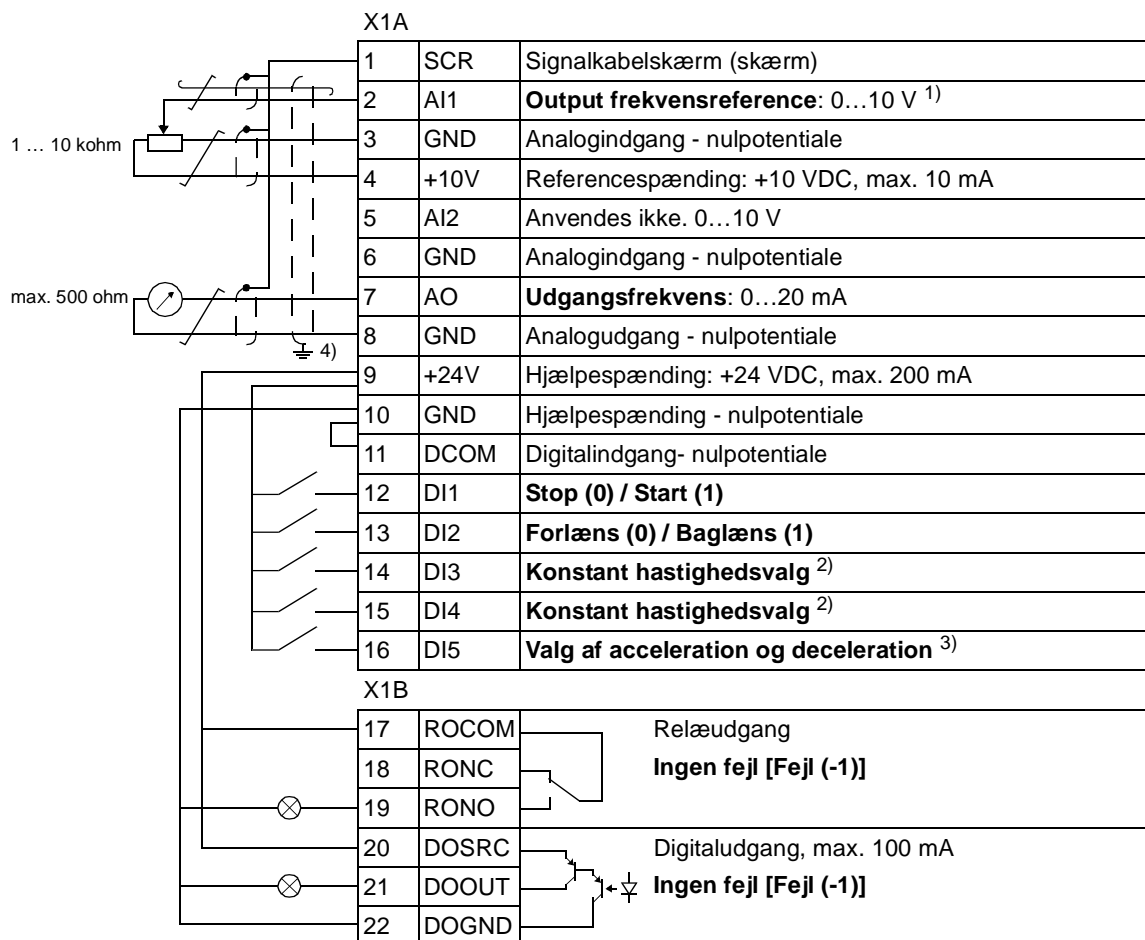 X1A
1 SCR Signalkabelskærm (skærm)
2 AI1 Output frekvensreference: 0…10 V 1)
1 … 10 kohm
3 GND Analogindgang - nulpotentiale
4 +10V Referencespænding: +10 VDC, max. 10 mA
5 AI2 Anvendes ikke. 0…10 V
6 GND Analogindgang - nulpotentiale
max. 500 ohm
7 AO Udgangsfrekvens: 0…20 mA
8 GND Analogudgang - nulpotentiale
4)
9 +24V Hjælpespænding: +24 VDC, max. 200 mA
10 GND Hjælpespænding - nulpotentiale
11 DCOM Digitalindgang- nulpotentiale
12 DI1 Stop (0) / Start (1)
13 DI2 Forlæns (0) / Baglæns (1)
14 DI3 Konstant hastighedsvalg 2)
15 DI4 Konstant hastighedsvalg 2)
16 DI5 Valg af acceleration og deceleration 3)
X1B
17 ROCOM Relæudgang
18 RONC Ingen fejl [Fejl (-1)]
19 RONO
20 DOSRC Digitaludgang, max. 100 mA
21 DOOUT Ingen fejl [Fejl (-1)]
22 DOGND